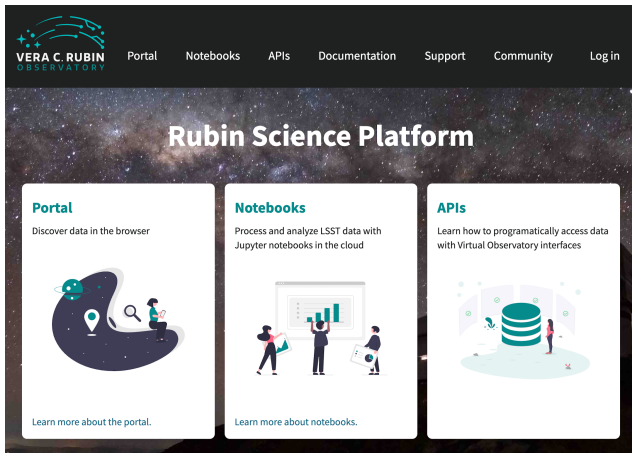 VERA C. RUBIN
OBSERVATORY
Portal Notebooks APIs Documentation Support Community Log in
Rubin Science Platform
Portal
Discover data in the browser
Learn more about the portal.
Notebooks
Process and analyze LSST data with
Jupyter notebooks in the cloud
Learn more about notebooks.
APIs
Learn how to programatically access data
with Virtual Observatory interfaces